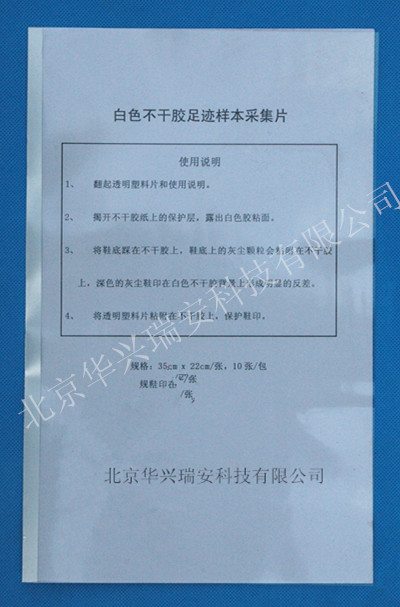 白色不干胶足迹样本采集片
使用说明
1、 翻起透明塑料片和使用说明。
2、 揭开不干胶纸上的保护层，露出白色胶粘面。
3、 将鞋底踩在不干胶上，鞋底上的灰尘颗粒会粘附在不干胶
上，深色的灰尘鞋印在白色不干胶背景上形成明显的反差。
4、 将透明塑料片粘附在不干胶上，保护鞋印。
规格：35cm x 22cm/张，10张/包
/张
/张
北京华兴瑞安科技有限公司
北京华兴瑞安科技有限公司